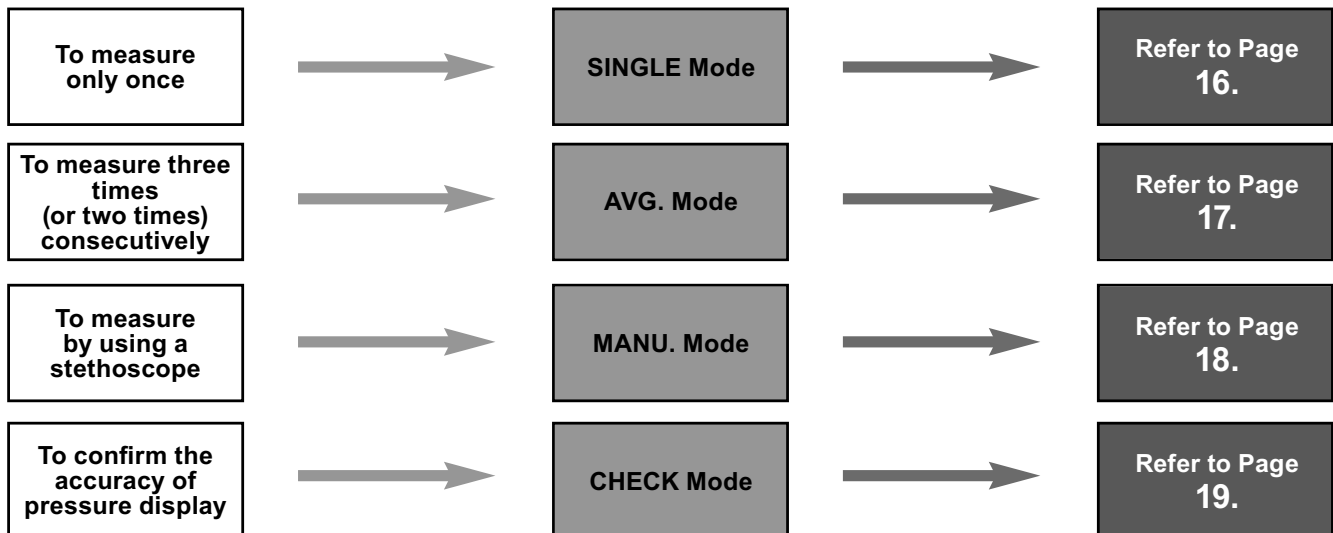 To measure
only once
SINGLE Mode
Refer to Page
16.
To measure three
times
(or two times)
consecutively
AVG. Mode
Refer to Page
17.
To measure
by using a
stethoscope
MANU. Mode
Refer to Page
18.
To confirm the
accuracy of
pressure display
CHECK Mode
Refer to Page
19.